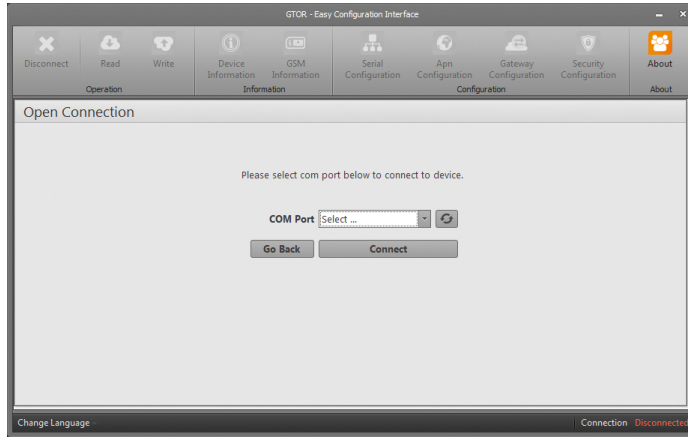 GTOR - Easy Configuration Interface
Disconnect Read Write Device Information GSM Information Serial Configuration Apn Configuration Gateway Configuration Security Configuration About
Operation Information Configuration About
Open Connection
Please select com port below to connect to device.
COM Port Select ...
Go Back Connect
Change Language Connection Disconnected